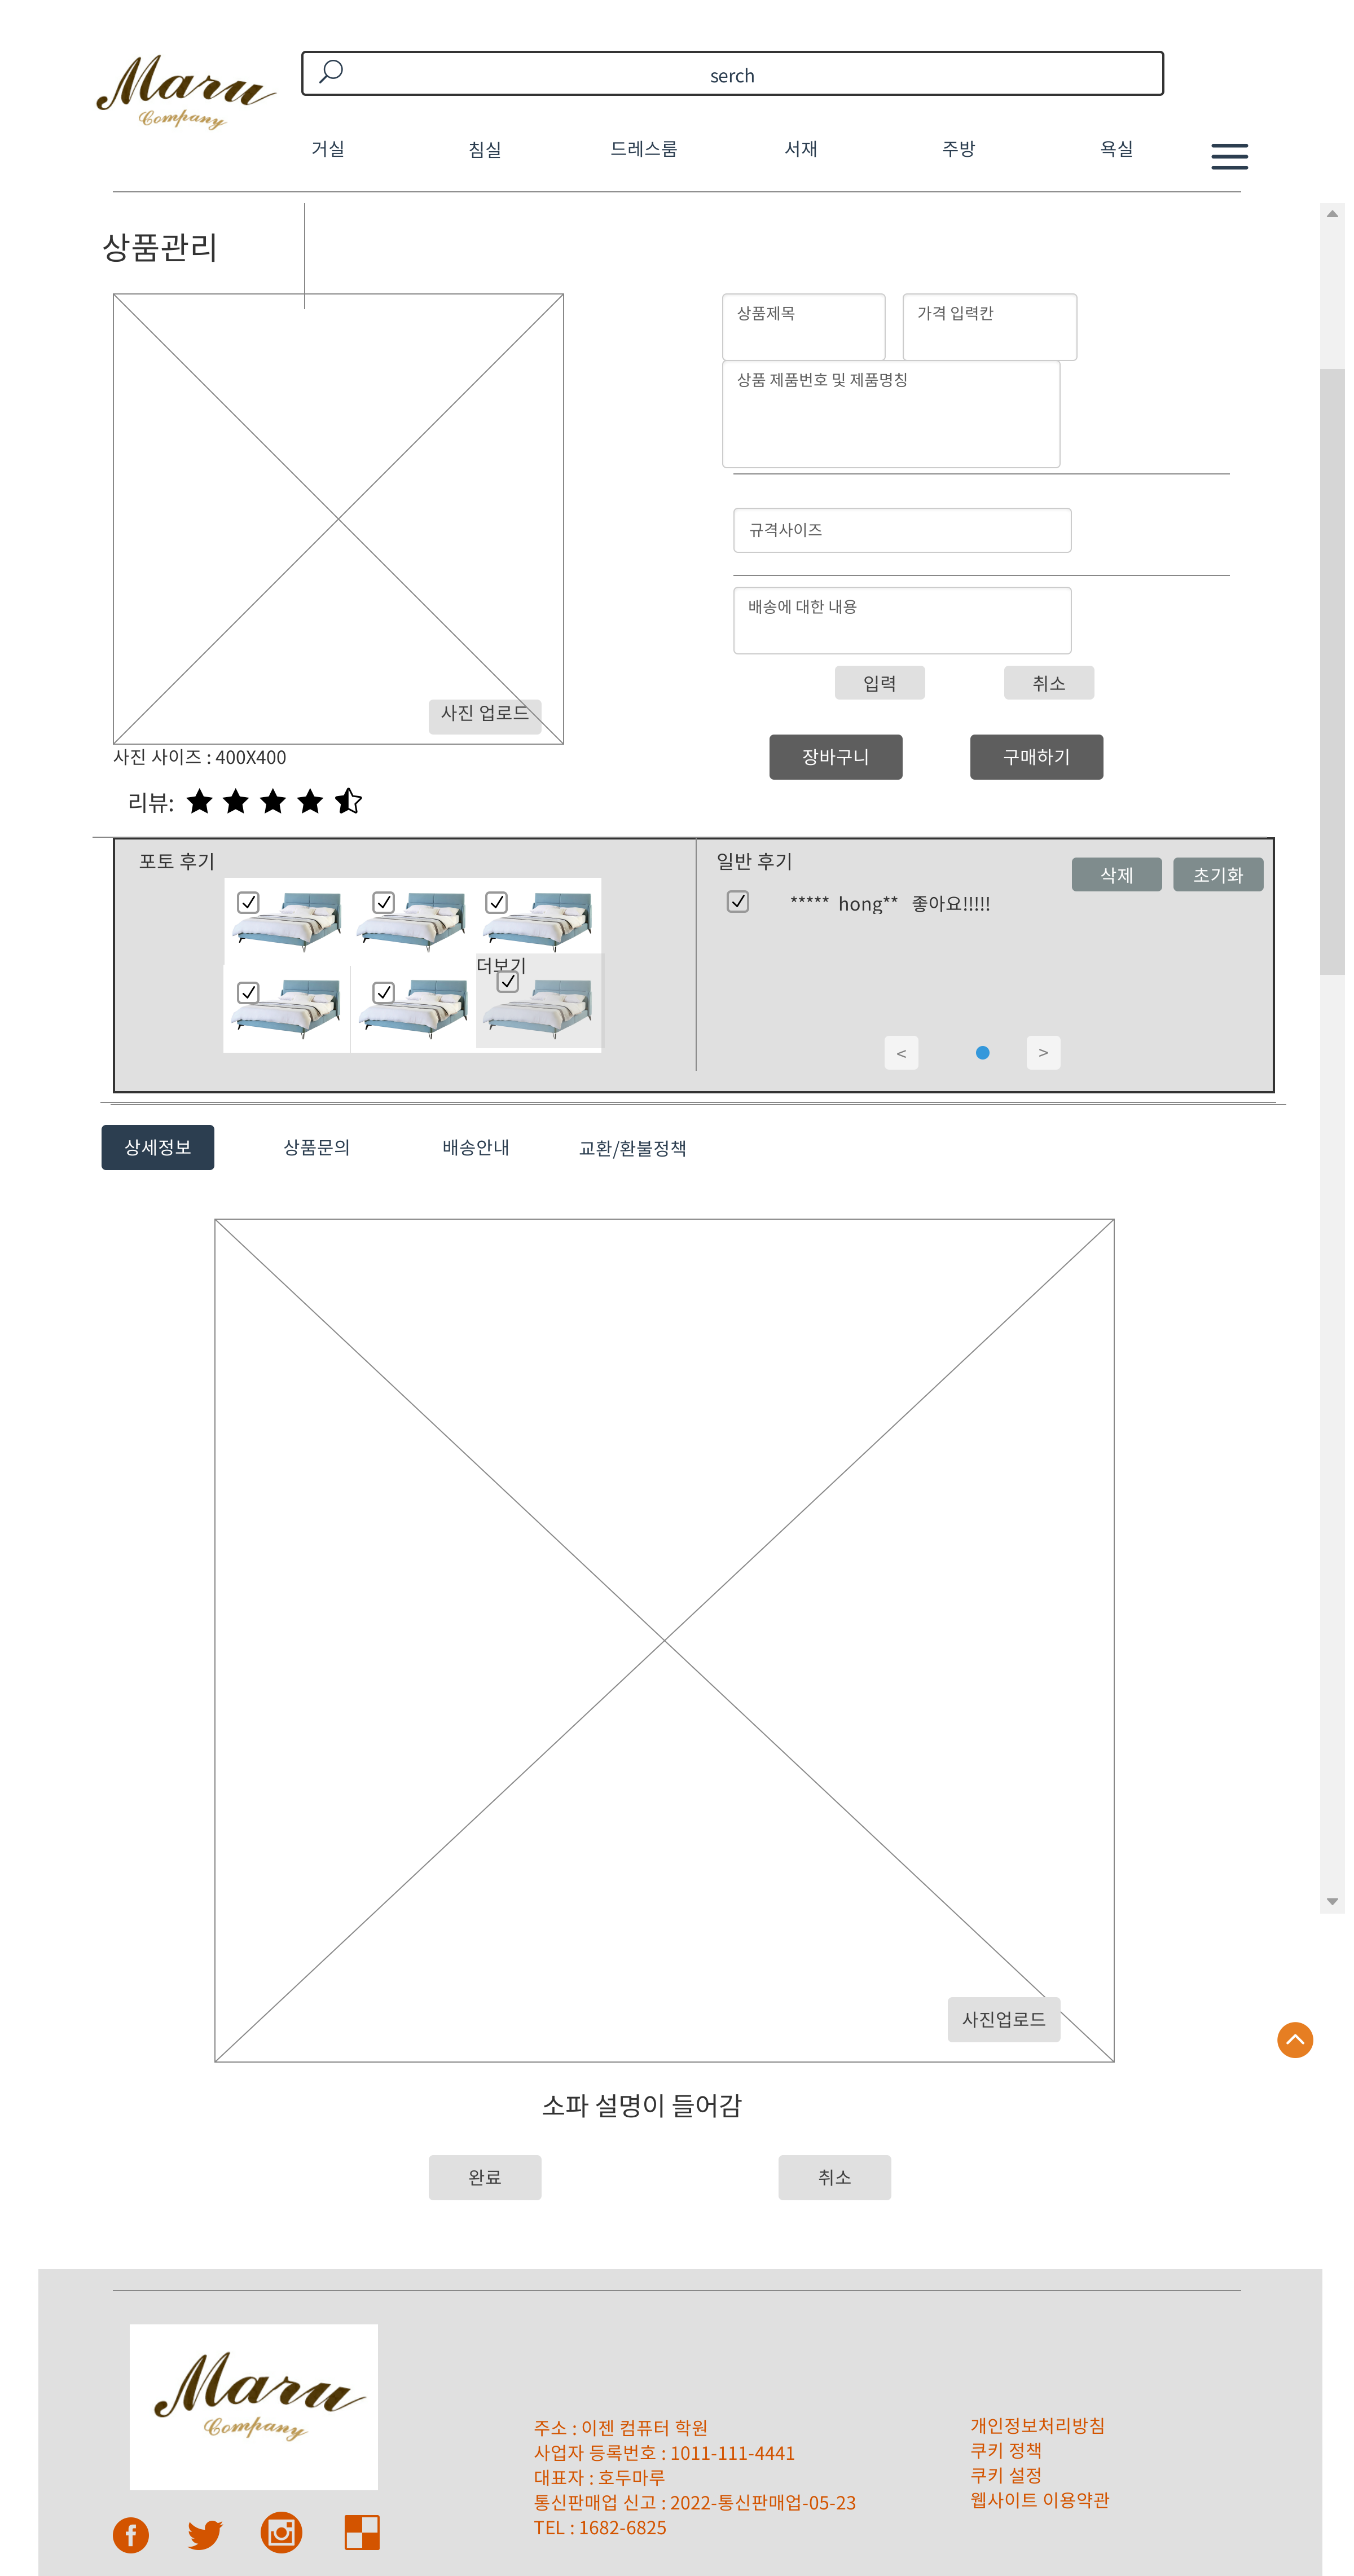 Maru
Company
serch
거실
침실
드레스룸
서재
주방
욕실
상품관리
상품제목
가격 입력칸
상품 제품번호 및 제품명칭
규격사이즈
배송에 대한 내용
입력
취소
사진 업로드
사진 사이즈 : 400X400
장바구니
구매하기
리뷰:
포토 후기
더보기
일반 후기
삭제
초기화
***** hong** 좋아요!!!!!
<
>
상세정보
상품문의
배송안내
교환/환불정책
사진업로드
소파 설명이 들어감
완료
취소
Maru
Company
주소 : 이젠 컴퓨터 학원
사업자 등록번호 : 1011-111-4441
대표자 : 호두마루
통신판매업 신고 : 2022-통신판매업-05-23
TEL : 1682-6825
개인정보처리방침
쿠키 정책
쿠키 설정
웹사이트 이용약관